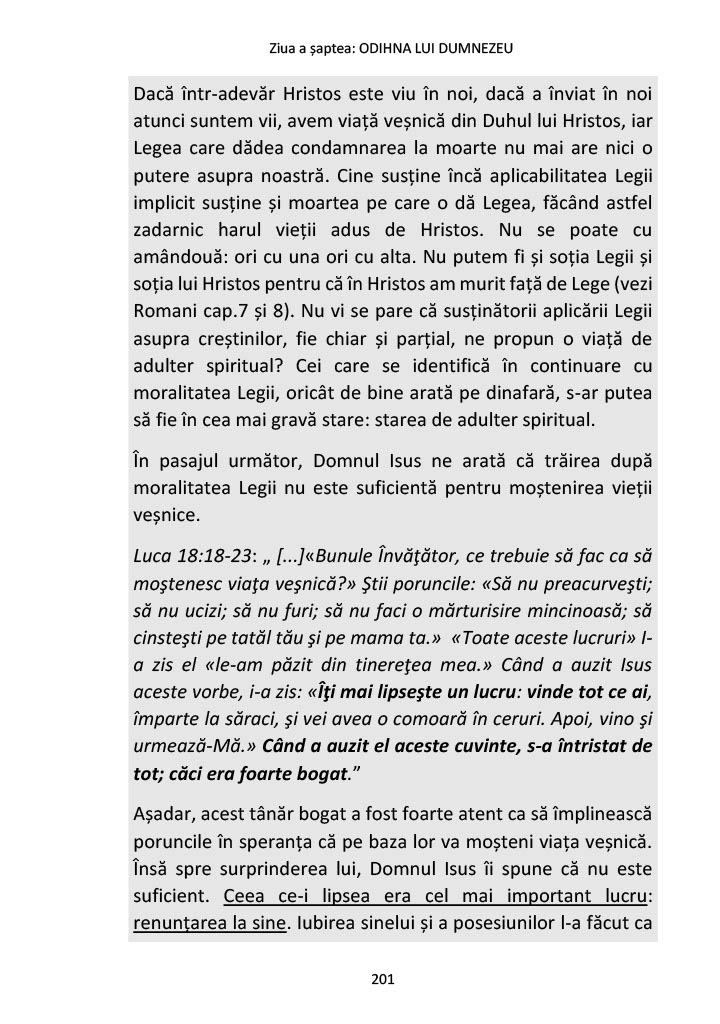 Ziua a șaptea: ODIHNA LUI DUMNEZEU
Dacă într-adevăr Hristos este viu în noi, dacă a înviat în noi
atunci suntem vii, avem viață veșnică din Duhul lui Hristos, iar
Legea care dădea condamnarea la moarte nu mai are nici o
putere asupra noastră. Cine susține încă aplicabilitatea Legii
implicit susține și moartea pe care o dă Legea, făcând astfel
zadarnic harul vieții adus de Hristos. Nu se poate cu
amândouă: ori cu una ori cu alta. Nu putem fi și soția Legii și
soția lui Hristos pentru că în Hristos am murit față de Lege (vezi
Romani cap.7 și 8). Nu vi se pare că susținătorii aplicării Legii
asupra creștinilor, fie chiar și parțial, ne propun o viață de
adulter spiritual? Cei care se identifică în continuare cu
moralitatea Legii, oricât de bine arată pe dinafară, s-ar putea
să fie în cea mai gravă stare: starea de adulter spiritual.
În pasajul următor, Domnul Isus ne arată că trăirea după
moralitatea Legii nu este suficientă pentru moștenirea vieții
veșnice.
Luca 18:18-23: „ [...]«Bunule Învăţător, ce trebuie să fac ca să
moştenesc viaţa veşnică?» Ştii poruncile: «Să nu preacurveşti;
să nu ucizi; să nu furi; să nu faci o mărturisire mincinoasă; să
cinsteşti pe tatăl tău şi pe mama ta.»  «Toate aceste lucruri» I-
a zis el «le-am păzit din tinereţea mea.» Când a auzit Isus
aceste vorbe, i-a zis: «Îţi mai lipseşte un lucru: vinde tot ce ai,
împarte la săraci, şi vei avea o comoară în ceruri. Apoi, vino şi
urmează-Mă.» Când a auzit el aceste cuvinte, s-a întristat de
tot; căci era foarte bogat.”
Așadar, acest tânăr bogat a fost foarte atent ca să împlinească
poruncile în speranța că pe baza lor va moșteni viața veșnică.
Însă spre surprinderea lui, Domnul Isus îi spune că nu este
suficient. Ceea ce-i lipsea era cel mai important lucru:
renunțarea la sine. Iubirea sinelui și a posesiunilor l-a făcut ca
201